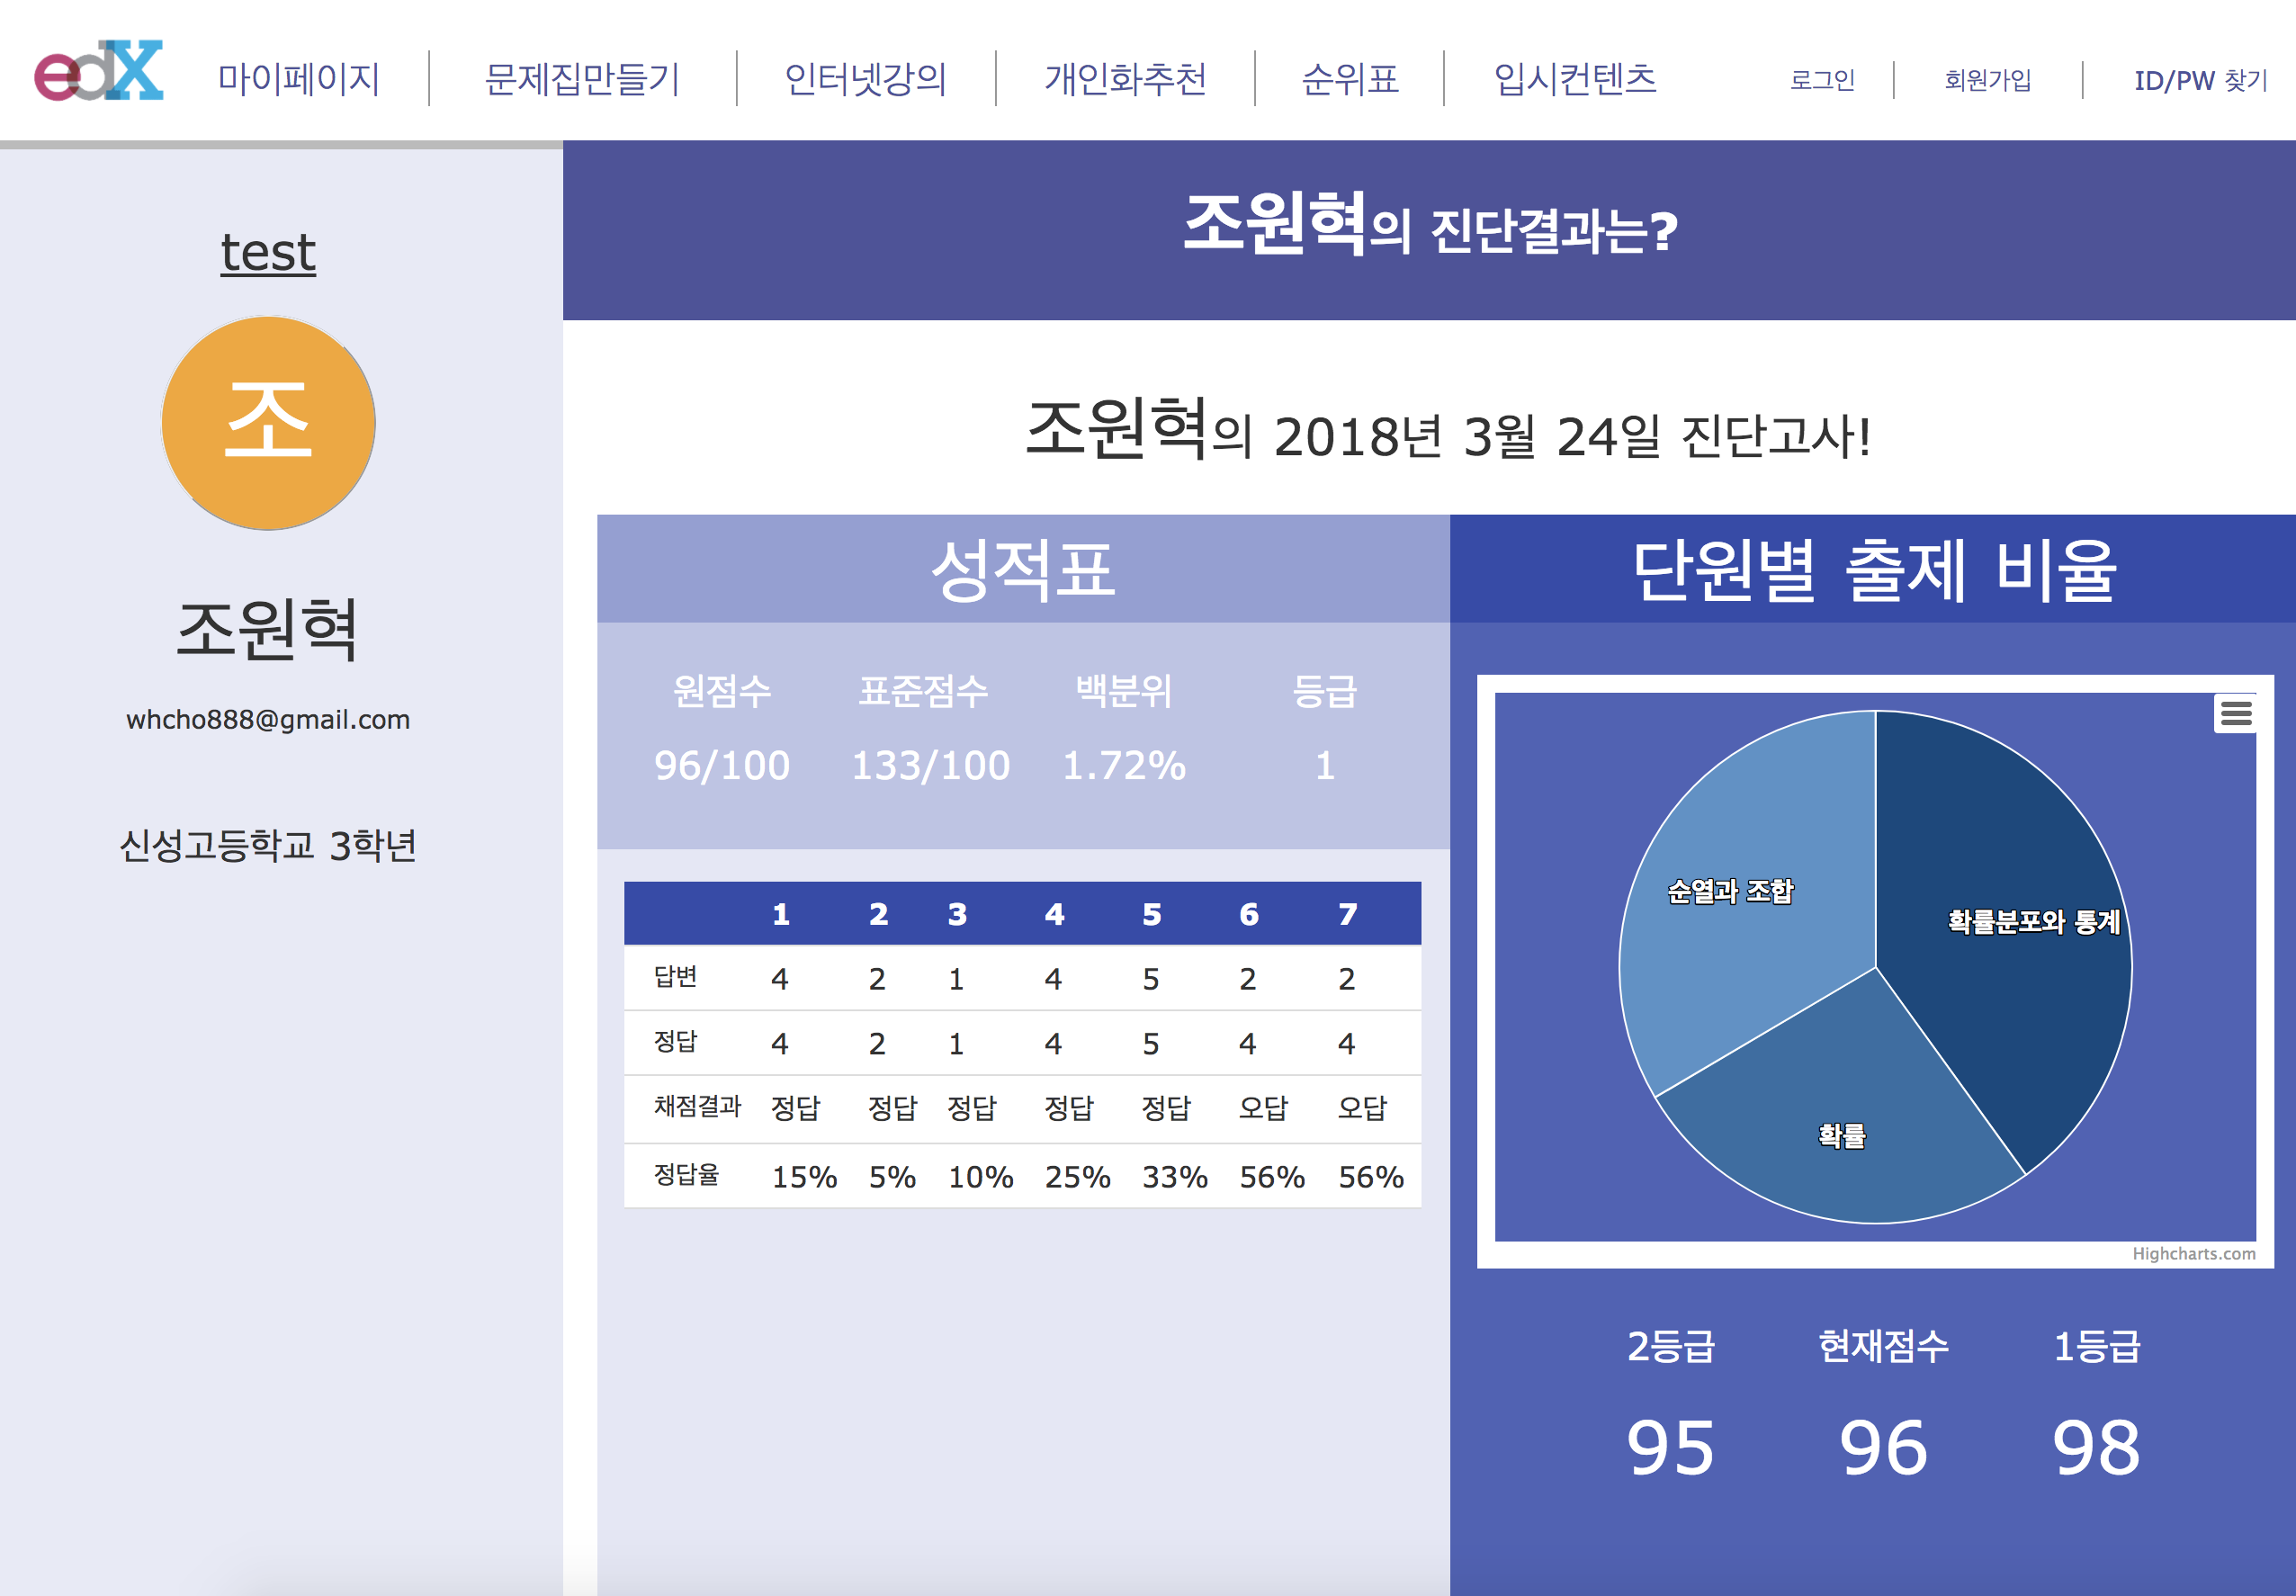 edX 마이페이지 문제집만들기 인터넷강의 개인화추천 순위표 입시컨텐츠 로그인 회원가입 ID/PW 찾기
test
조
조원혁
whcho888@gmail.com
신성고등학교 3학년
조원혁의 진단결과는?
조원혁의 2018년 3월 24일 진단고사!
성적표
원점수 표준점수 백분위 등급
96/100 133/100 1.72% 1
1 2 3 4 5 6 7
답변 4 2 1 4 5 2 2
정답 4 2 1 4 5 4 4
채점결과 정답 정답 정답 정답 정답 오답 오답
정답율 15% 5% 10% 25% 33% 56% 56%
단원별 출제 비율
순열과 조합
확률분포와 통계
확률
Highcharts.com
2등급 현재점수 1등급
95 96 98